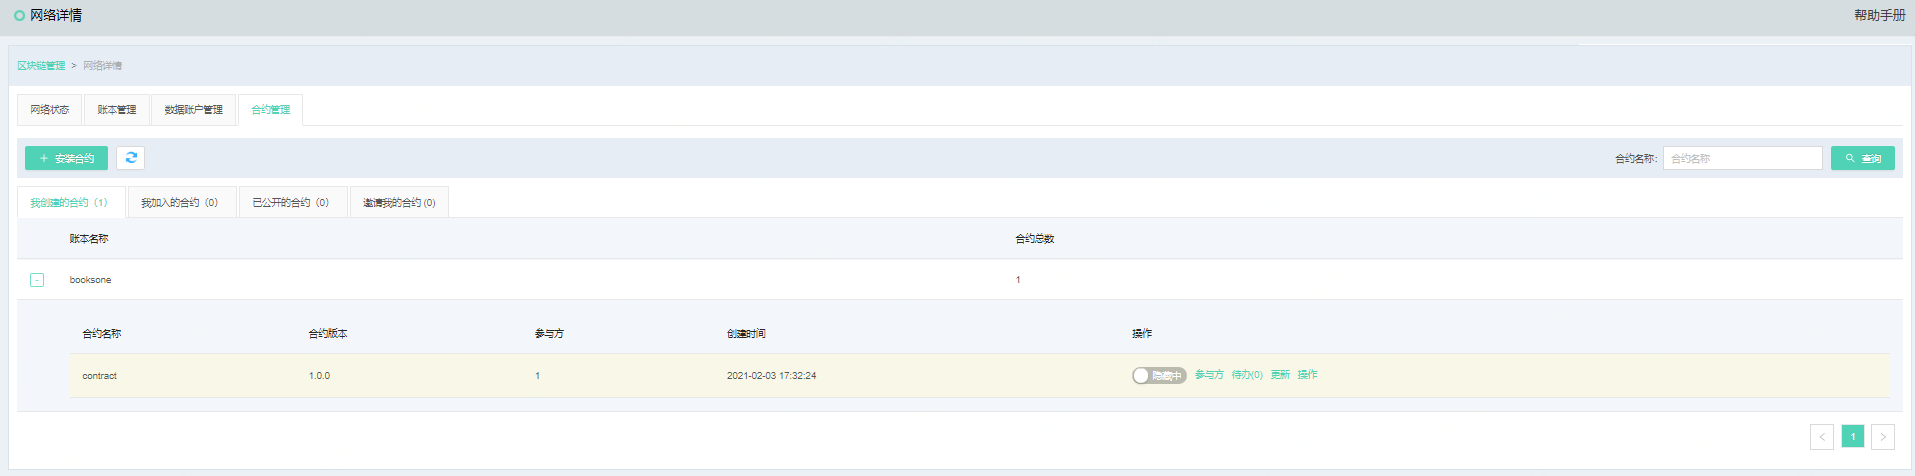 网络详情 帮助手册
区块链管理 > 网络详情
网络状态 账本管理 数据账户管理 合约管理
+ 安装合约 合约名称: 合约名称 查询
我创建的合约（1） 我加入的合约（0） 已公开的合约（0） 邀请我的合约 (0)
账本名称 合约总数
- booksone 1
合约名称 合约版本 参与方 创建时间 操作
contract 1.0.0 1 2021-02-03 17:32:24 隐藏中 参与方 待办(0) 更新 操作
< 1 >